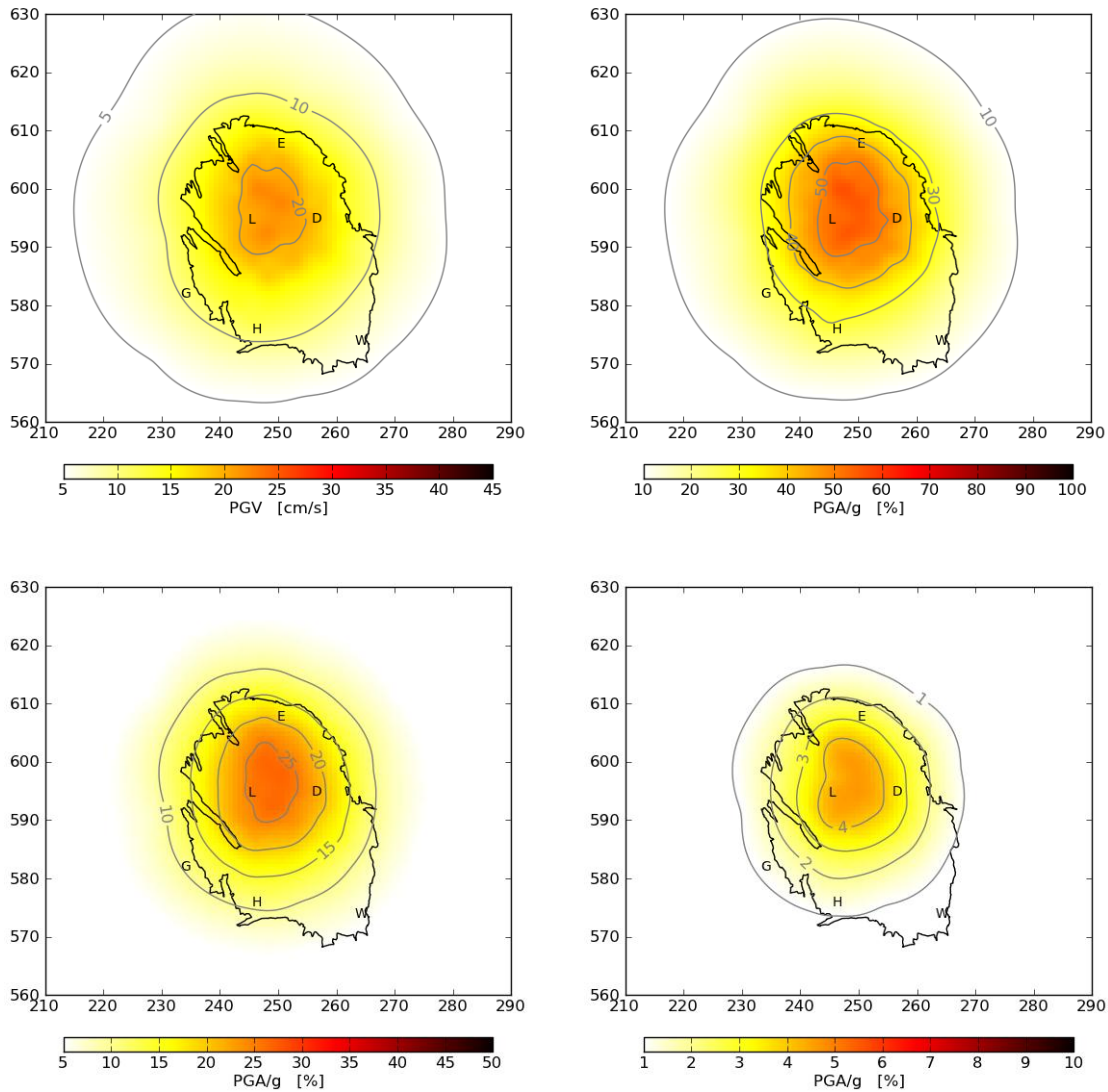 630
620
610
600
590
580
570
560
210 220 230 240 250 260 270 280 290
5
10
20
E
L
D
G
H
W
5 10 15 20 25 30 35 40 45
PGV [cm/s]
630
620
610
600
590
580
570
560
210 220 230 240 250 260 270 280 290
10
30
50
40
E
L
D
G
H
W
10 20 30 40 50 60 70 80 90 100
PGA/g [%]
630
620
610
600
590
580
570
560
210 220 230 240 250 260 270 280 290
25
20
10
15
E
L
D
G
H
W
5 10 15 20 25 30 35 40 45 50
PGA/g [%]
630
620
610
600
590
580
570
560
210 220 230 240 250 260 270 280 290
1
3
4
2
E
L
D
G
H
W
1 2 3 4 5 6 7 8 9 10
PGA/g [%]